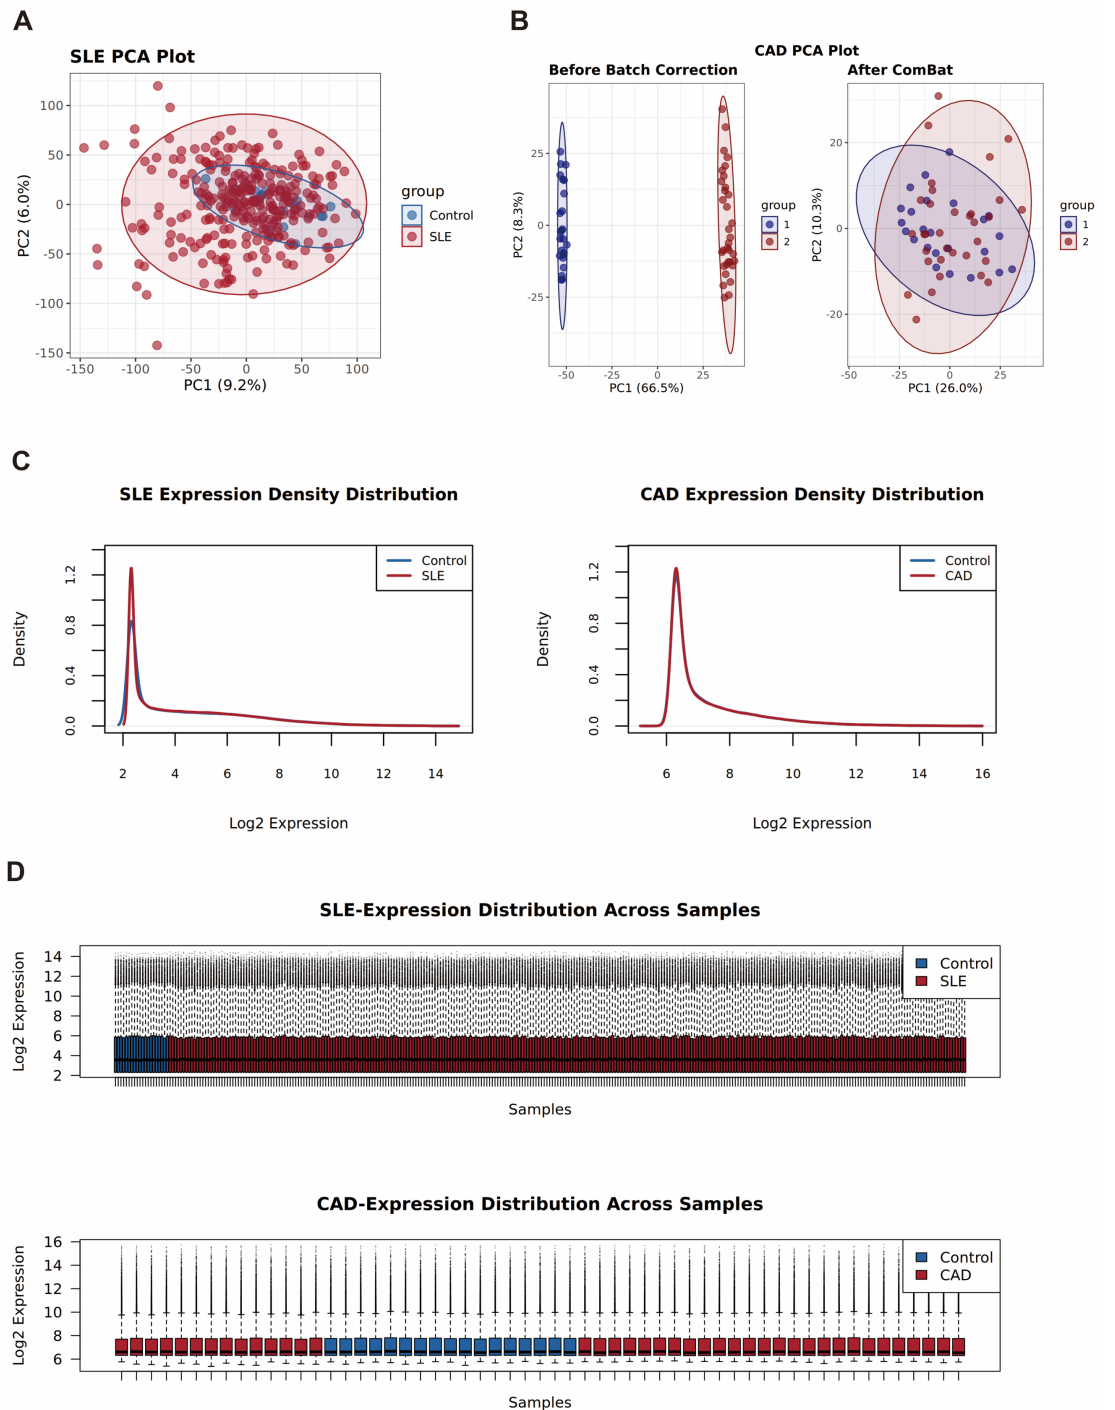 A
SLE PCA Plot
100
50
0
-50
-100
-150
-150
-100
-50
0
50
100
PC2 (6.0%)
PC1 (9.2%)
group
Control
SLE
B
CAD PCA Plot
Before Batch Correction
25
0
-25
-50
-25
0
25
PC2 (8.3%)
PC1 (66.5%)
group
1
2
After ComBat
20
0
-20
-50
-25
0
25
PC2 (10.3%)
PC1 (26.0%)
group
1
2
C
SLE Expression Density Distribution
Control
SLE
1.2
0.8
0.4
0.0
Density
2 4 6 8 10 12 14
Log2 Expression
CAD Expression Density Distribution
Control
CAD
1.2
0.8
0.4
0.0
Density
6 8 10 12 14 16
Log2 Expression
D
SLE-Expression Distribution Across Samples
14
12
10
8
6
4
2
Log2 Expression
Control
SLE
Samples
CAD-Expression Distribution Across Samples
16
14
12
10
8
6
Log2 Expression
Control
CAD
Samples